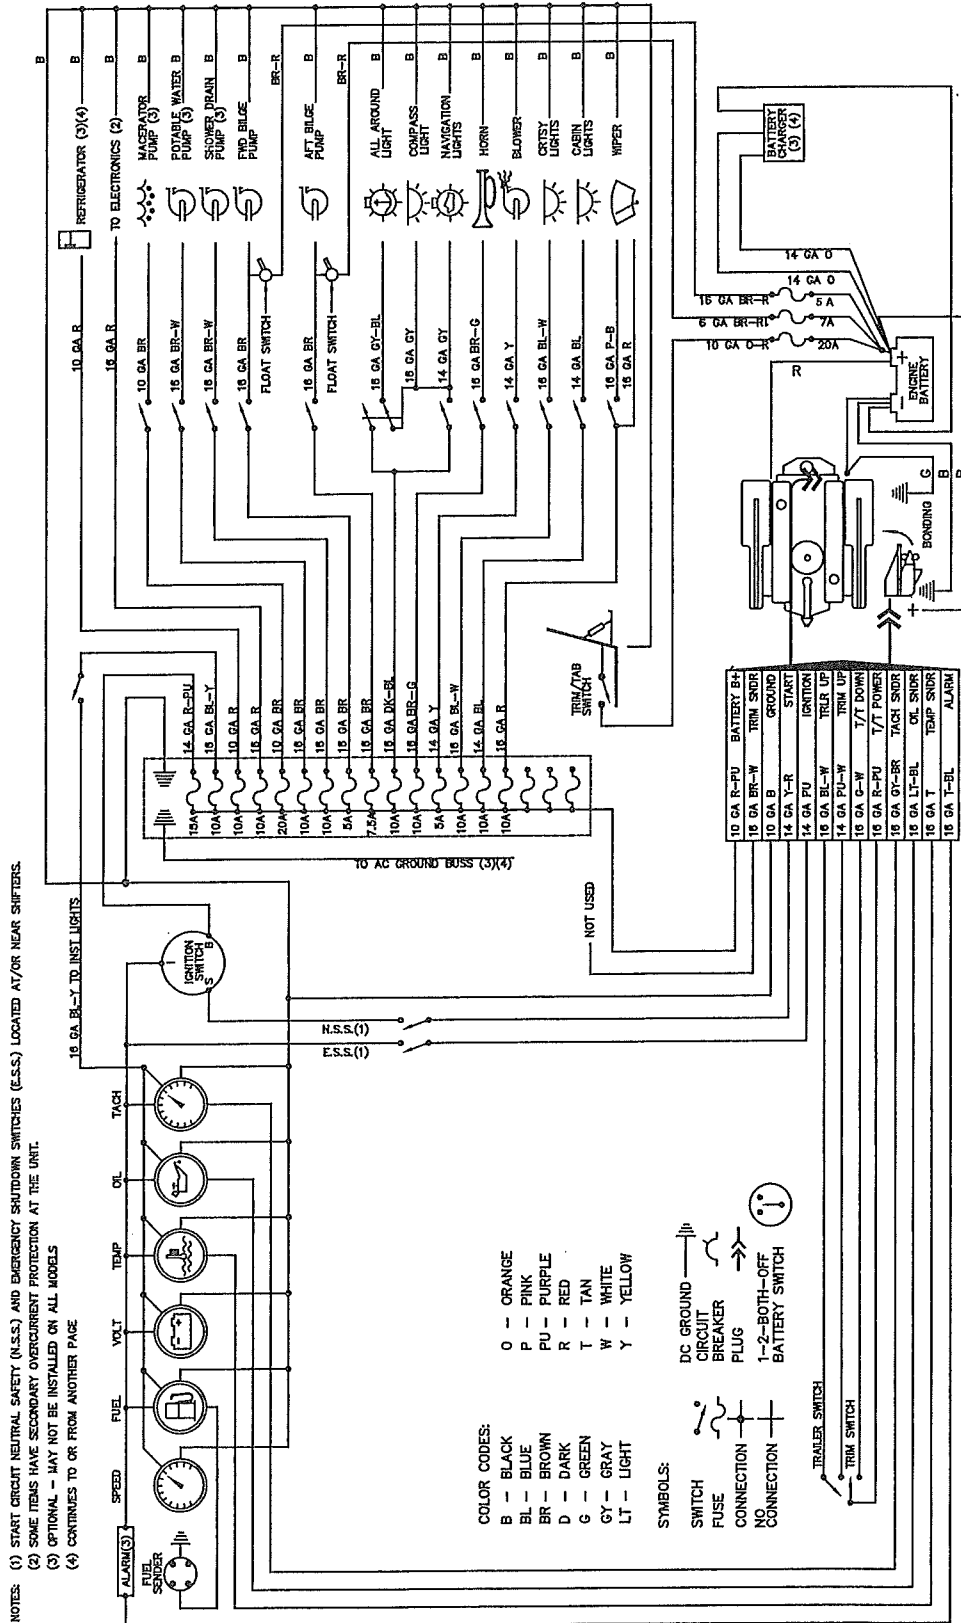 NOTES: (1) START CIRCUIT NEUTRAL SAFETY (N.S.S.) AND EMERGENCY SHUTDOWN SWITCHES (E.S.S.) LOCATED AT/OR NEAR SHIFTERS.
(2) SOME ITEMS HAVE SECONDARY OVERCURRENT PROTECTION AT THE UNIT.
(3) OPTIONAL - MAY NOT BE INSTALLED ON ALL MODELS
(4) CONTINUES TO OR FROM ANOTHER PAGE
ALARM(3)
FUEL SENDER
SPEED
FUEL
VOLT
TEMP
OIL
TACH
16 GA BL-Y TO INST LIGHTS
IGNITION SWITCH
I
S
B
N.S.S.(1)
E.S.S.(1)
NOT USED
TO AC GROUND BUSS (3)(4)
15A
10A
10A
10A
20A
10A
10A
5A
7.5A
10A
10A
5A
10A
10A
10A
14 GA R-PU
16 GA BL-Y
10 GA R
16 GA R
10 GA BR
16 GA BR
16 GA BR
16 GA BR
16 GA BR
16 GA DK-BL
16 GA BR-G
14 GA Y
16 GA BL-W
14 GA BL
16 GA R
10 GA R
16 GA R
10 GA BR
16 GA BR-W
16 GA BR-W
16 GA BR
FLOAT SWITCH
16 GA BR
FLOAT SWITCH
16 GA GY-BL
16 GA GY
14 GA GY
16 GA BR-G
14 GA Y
16 GA BL-W
14 GA BL
16 GA P-B
16 GA R
REFRIGERATOR (3)(4)
TO ELECTRONICS (2)
MACERATOR PUMP (3)
POTABLE WATER PUMP (3)
SHOWER DRAIN PUMP (3)
FWD BILGE PUMP
AFT BILGE PUMP
ALL AROUND LIGHT
COMPASS LIGHT
NAVIGATION LIGHTS
HORN
BLOWER
CRTSY LIGHTS
CABIN LIGHTS
WIPER
B
B
B
B
B
B
B
BR-R
B
BR-R
B
B
B
B
B
B
B
B
TRIM/TAB SWITCH
COLOR CODES:
B - BLACK
BL - BLUE
BR - BROWN
D - DARK
G - GREEN
GY - GRAY
LT - LIGHT
O - ORANGE
P - PINK
PU - PURPLE
R - RED
T - TAN
W - WHITE
Y - YELLOW
SYMBOLS:
SWITCH
FUSE
CONNECTION
NO CONNECTION
DC GROUND
CIRCUIT BREAKER
PLUG
1-2-BOTH-OFF BATTERY SWITCH
TRAILER SWITCH
TRIM SWITCH
10 GA R-PU BATTERY B+
16 GA BR-W TRIM SNDR
10 GA B GROUND
14 GA Y-R START
14 GA PU IGNITION
16 GA BL-W TRLR UP
14 GA PU-W TRIM UP
16 GA G-W T/T DOWN
16 GA R-PU T/T POWER
16 GA GY-BR TACH SNDR
16 GA LT-BL OIL SNDR
16 GA T TEMP SNDR
16 GA T-BL ALARM
BATTERY CHARGER (3) (4)
14 GA O
14 GA O
16 GA BR-R
5 A
6 GA BR-R
7A
10 GA O-R
20A
R
+
-
ENGINE BATTERY
G
B
BONDING
+